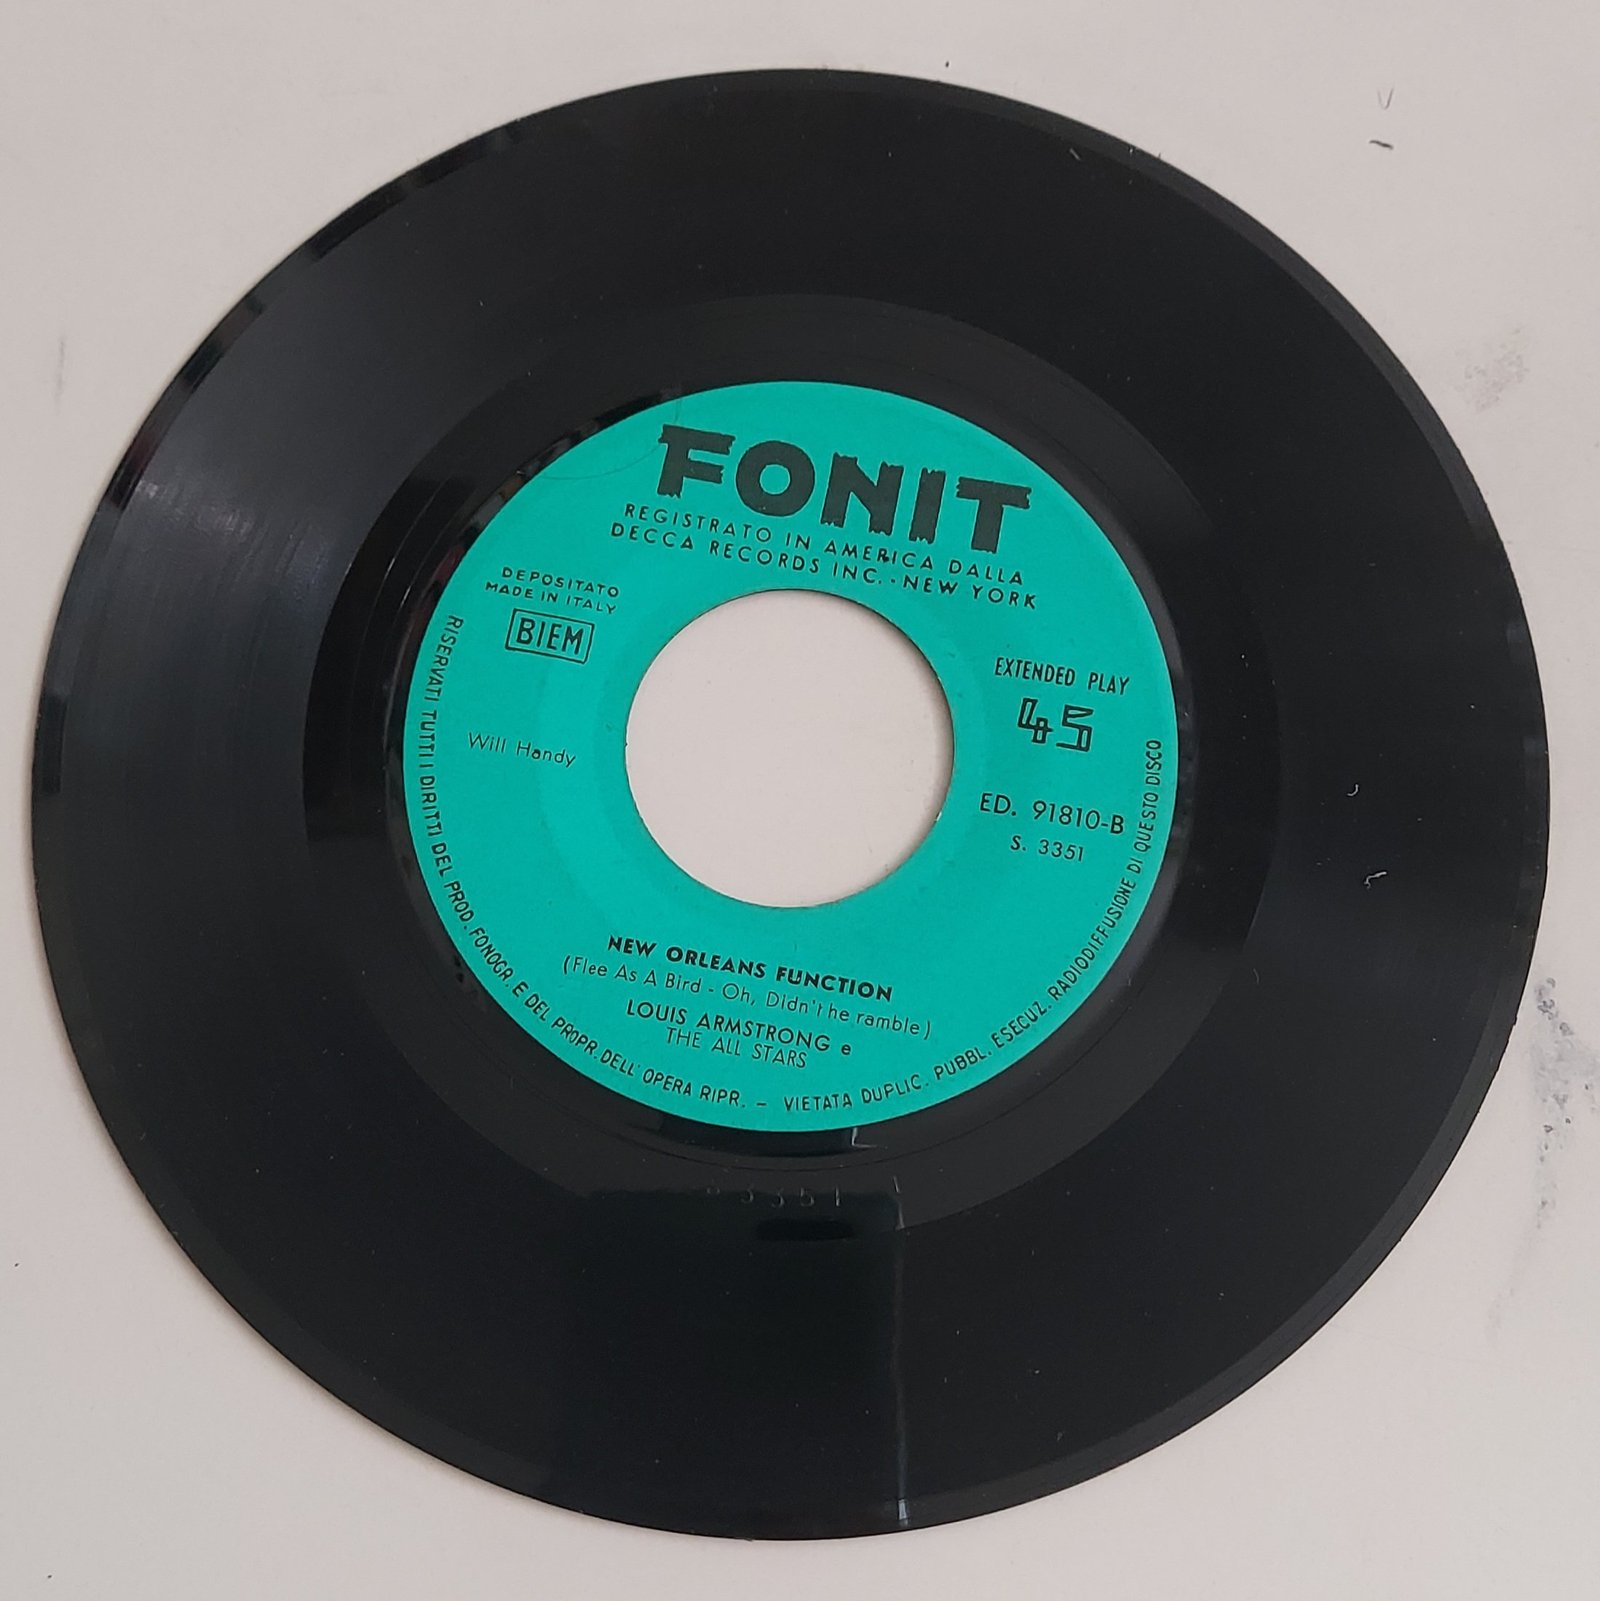 FONIT
REGISTRATO IN AMERICA DALLA
DECCA RECORDS INC. - NEW YORK
DEPOSITATO
MADE IN ITALY
BIEM
EXTENDED PLAY
45
Will Handy
ED. 91810-B
S. 3351
NEW ORLEANS FUNCTION
(Flee As A Bird - Oh, Didn't he ramble)
LOUIS ARMSTRONG e
THE ALL STARS
RISERVATI TUTTI I DIRITTI DEL PROD. FONOGR. E DEL PROPR. DELL' OPERA RIPR. - VIETATA DUPLIC. PUBBL. ESECUZ. RADIODIFFUSIONE DI QUESTO DISCO
3351 1